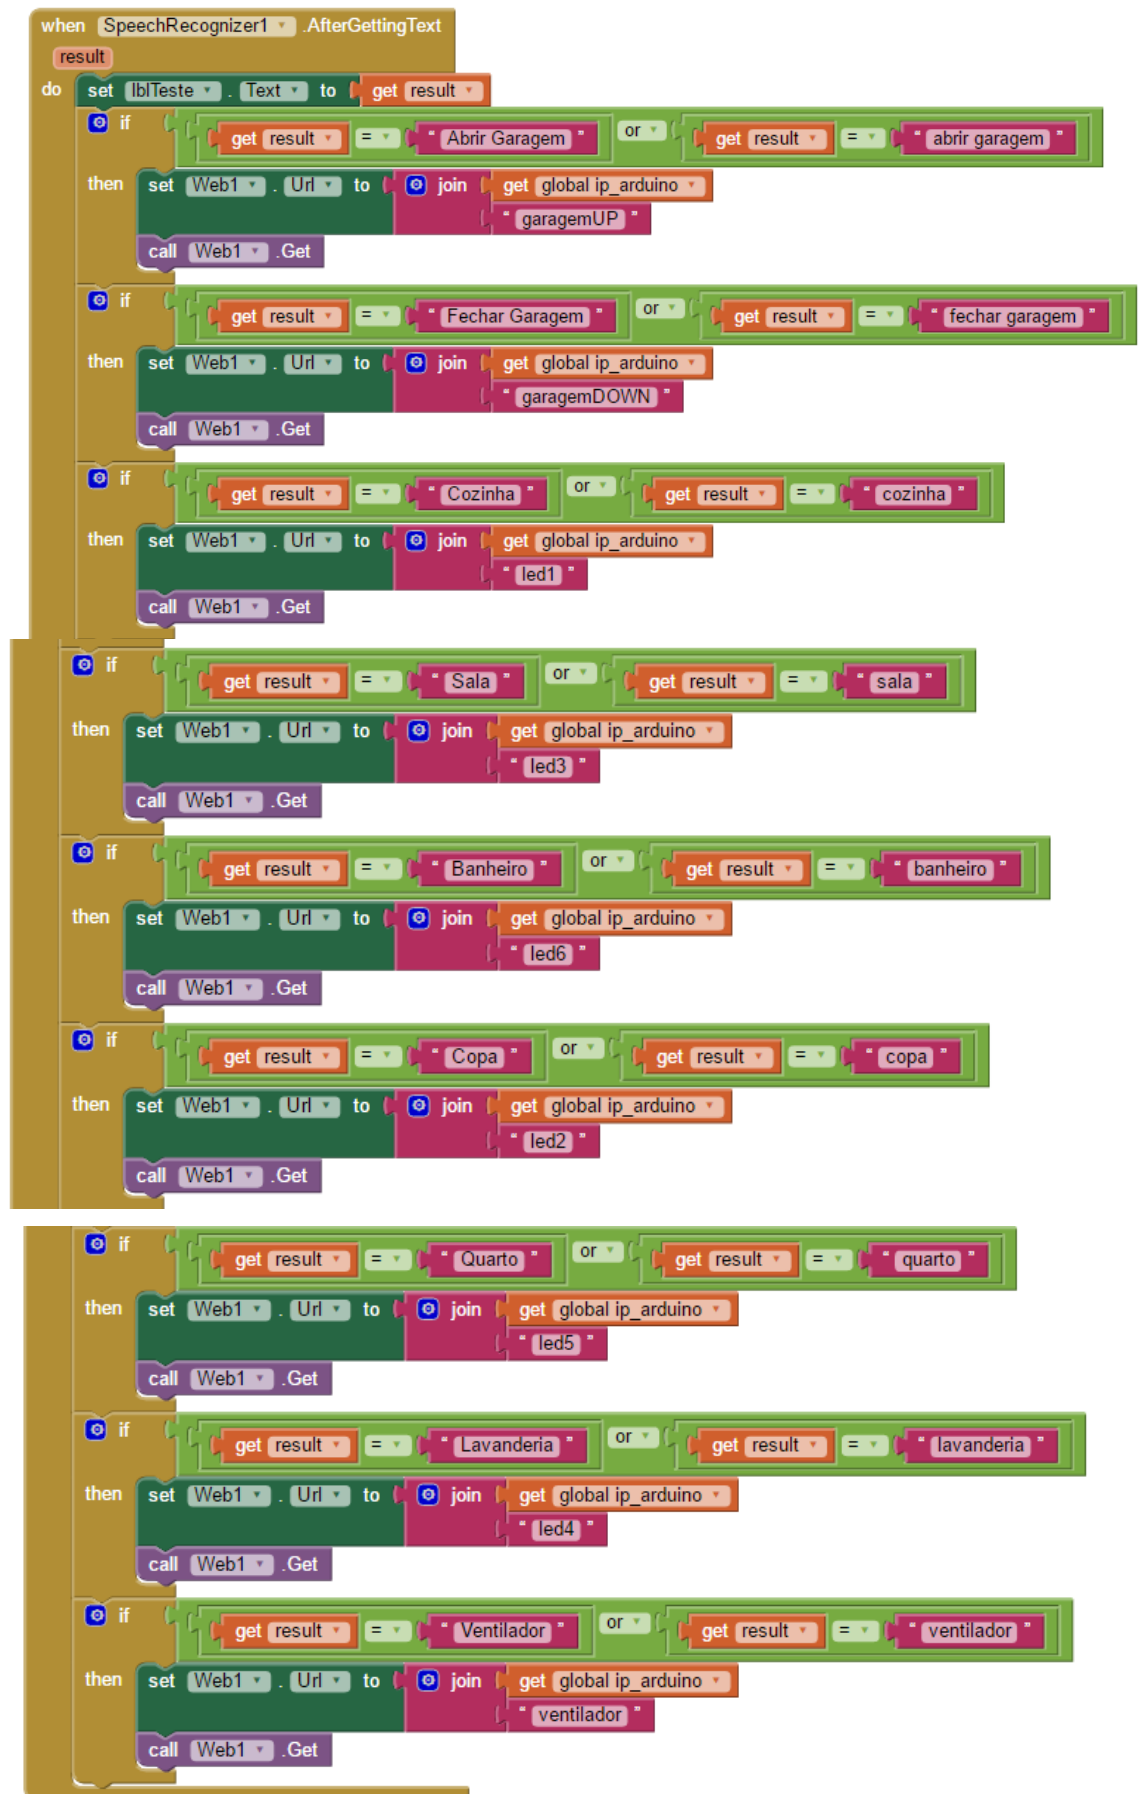 when SpeechRecognizer1 .AfterGettingText
result
do set lblTeste . Text to get result
if get result = " Abrir Garagem " or get result = " abrir garagem "
then set Web1 . Url to join get global ip_arduino
" garagemUP "
call Web1 .Get
if get result = " Fechar Garagem " or get result = " fechar garagem "
then set Web1 . Url to join get global ip_arduino
" garagemDOWN "
call Web1 .Get
if get result = " Cozinha " or get result = " cozinha "
then set Web1 . Url to join get global ip_arduino
" led1 "
call Web1 .Get
if get result = " Sala " or get result = " sala "
then set Web1 . Url to join get global ip_arduino
" led3 "
call Web1 .Get
if get result = " Banheiro " or get result = " banheiro "
then set Web1 . Url to join get global ip_arduino
" led6 "
call Web1 .Get
if get result = " Copa " or get result = " copa "
then set Web1 . Url to join get global ip_arduino
" led2 "
call Web1 .Get
if get result = " Quarto " or get result = " quarto "
then set Web1 . Url to join get global ip_arduino
" led5 "
call Web1 .Get
if get result = " Lavanderia " or get result = " lavanderia "
then set Web1 . Url to join get global ip_arduino
" led4 "
call Web1 .Get
if get result = " Ventilador " or get result = " ventilador "
then set Web1 . Url to join get global ip_arduino
" ventilador "
call Web1 .Get